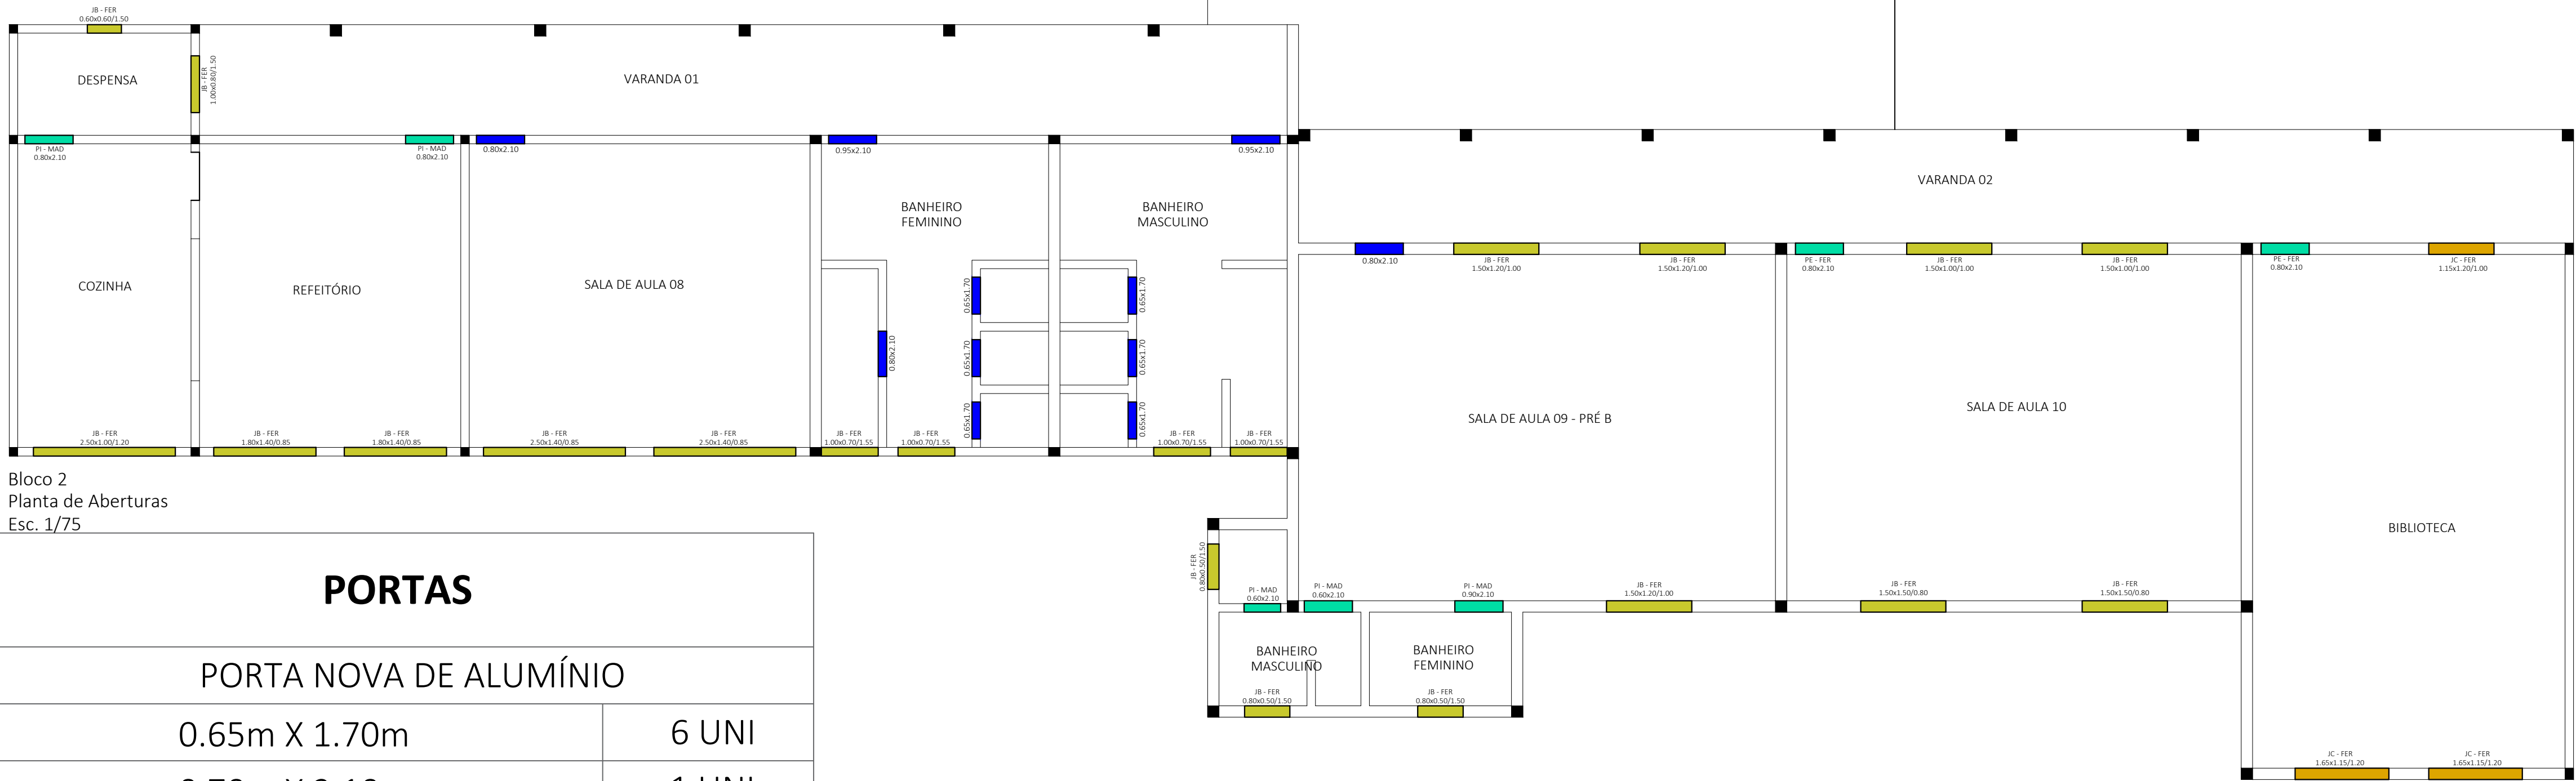 JB - FER
0.60x0.60/1.50
DESPENSA
JB - FER
1.00x0.80/1.50
VARANDA 01
PI - MAD
0.80x2.10
PI - MAD
0.80x2.10
0.80x2.10
0.95x2.10
0.95x2.10
VARANDA 02
BANHEIRO
FEMININO
BANHEIRO
MASCULINO
COZINHA
REFEITÓRIO
SALA DE AULA 08
0.80x2.10
0.65x1.70
0.65x1.70
0.65x1.70
0.65x1.70
0.65x1.70
0.65x1.70
0.80x2.10
JB - FER
1.50x1.20/1.00
JB - FER
1.50x1.20/1.00
PE - FER
0.80x2.10
JB - FER
1.50x1.00/1.00
JB - FER
1.50x1.00/1.00
PE - FER
0.80x2.10
JC - FER
1.15x1.20/1.00
JB - FER
2.50x1.00/1.20
JB - FER
1.80x1.40/0.85
JB - FER
1.80x1.40/0.85
JB - FER
2.50x1.40/0.85
JB - FER
2.50x1.40/0.85
JB - FER
1.00x0.70/1.55
JB - FER
1.00x0.70/1.55
JB - FER
1.00x0.70/1.55
JB - FER
1.00x0.70/1.55
SALA DE AULA 09 - PRÉ B
SALA DE AULA 10
BIBLIOTECA
Bloco 2
Planta de Aberturas
Esc. 1/75
JB - FER
0.80x0.50/1.50
PI - MAD
0.60x2.10
PI - MAD
0.60x2.10
PI - MAD
0.90x2.10
JB - FER
1.50x1.20/1.00
JB - FER
1.50x1.50/0.80
JB - FER
1.50x1.50/0.80
BANHEIRO
MASCULINO
BANHEIRO
FEMININO
JB - FER
0.80x0.50/1.50
JB - FER
0.80x0.50/1.50
JC - FER
1.65x1.15/1.20
JC - FER
1.65x1.15/1.20
PORTAS
PORTA NOVA DE ALUMÍNIO
0.65m X 1.70m
6 UNI
1 UNI